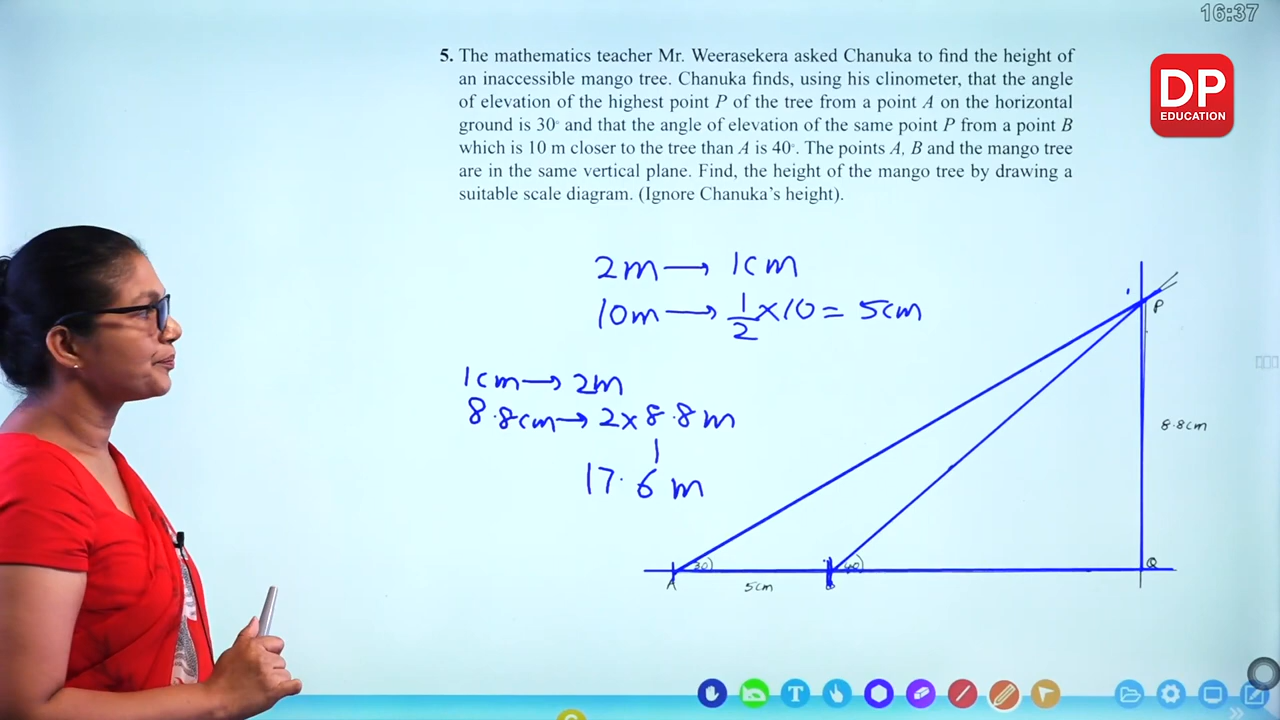 16:37
5. The mathematics teacher Mr. Weerasekera asked Chanuka to find the height of
an inaccessible mango tree. Chanuka finds, using his clinometer, that the angle
of elevation of the highest point P of the tree from a point A on the horizontal
ground is 30° and that the angle of elevation of the same point P from a point B
which is 10 m closer to the tree than A is 40°. The points A, B and the mango tree
are in the same vertical plane. Find, the height of the mango tree by drawing a
suitable scale diagram. (Ignore Chanuka's height).
DP
EDUCATION
2m → 1cm
10m → 1/2 × 10 = 5cm
1cm → 2m
8.8cm → 2 × 8.8m
17.6 m
P
8.8cm
30
40
Q
A
5cm
B
T